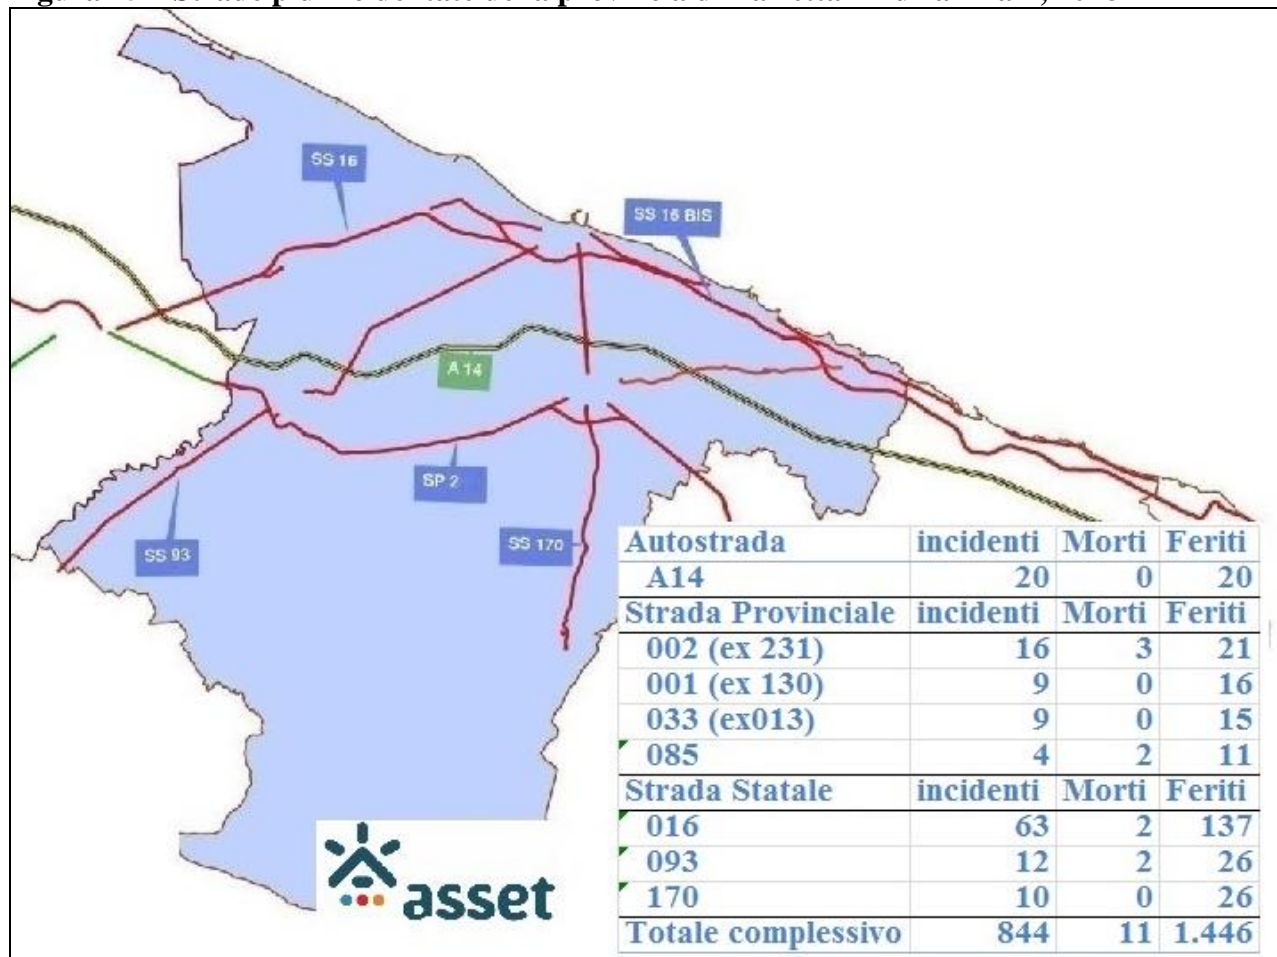 SS 16
SS 16 BIS
A 14
SP 2
SS 93
SS 170
Autostrada incidenti Morti Feriti
A14 20 0 20
Strada Provinciale incidenti Morti Feriti
002 (ex 231) 16 3 21
001 (ex 130) 9 0 16
033 (ex013) 9 0 15
085 4 2 11
Strada Statale incidenti Morti Feriti
016 63 2 137
093 12 2 26
170 10 0 26
Totale complessivo 844 11 1.446
asset